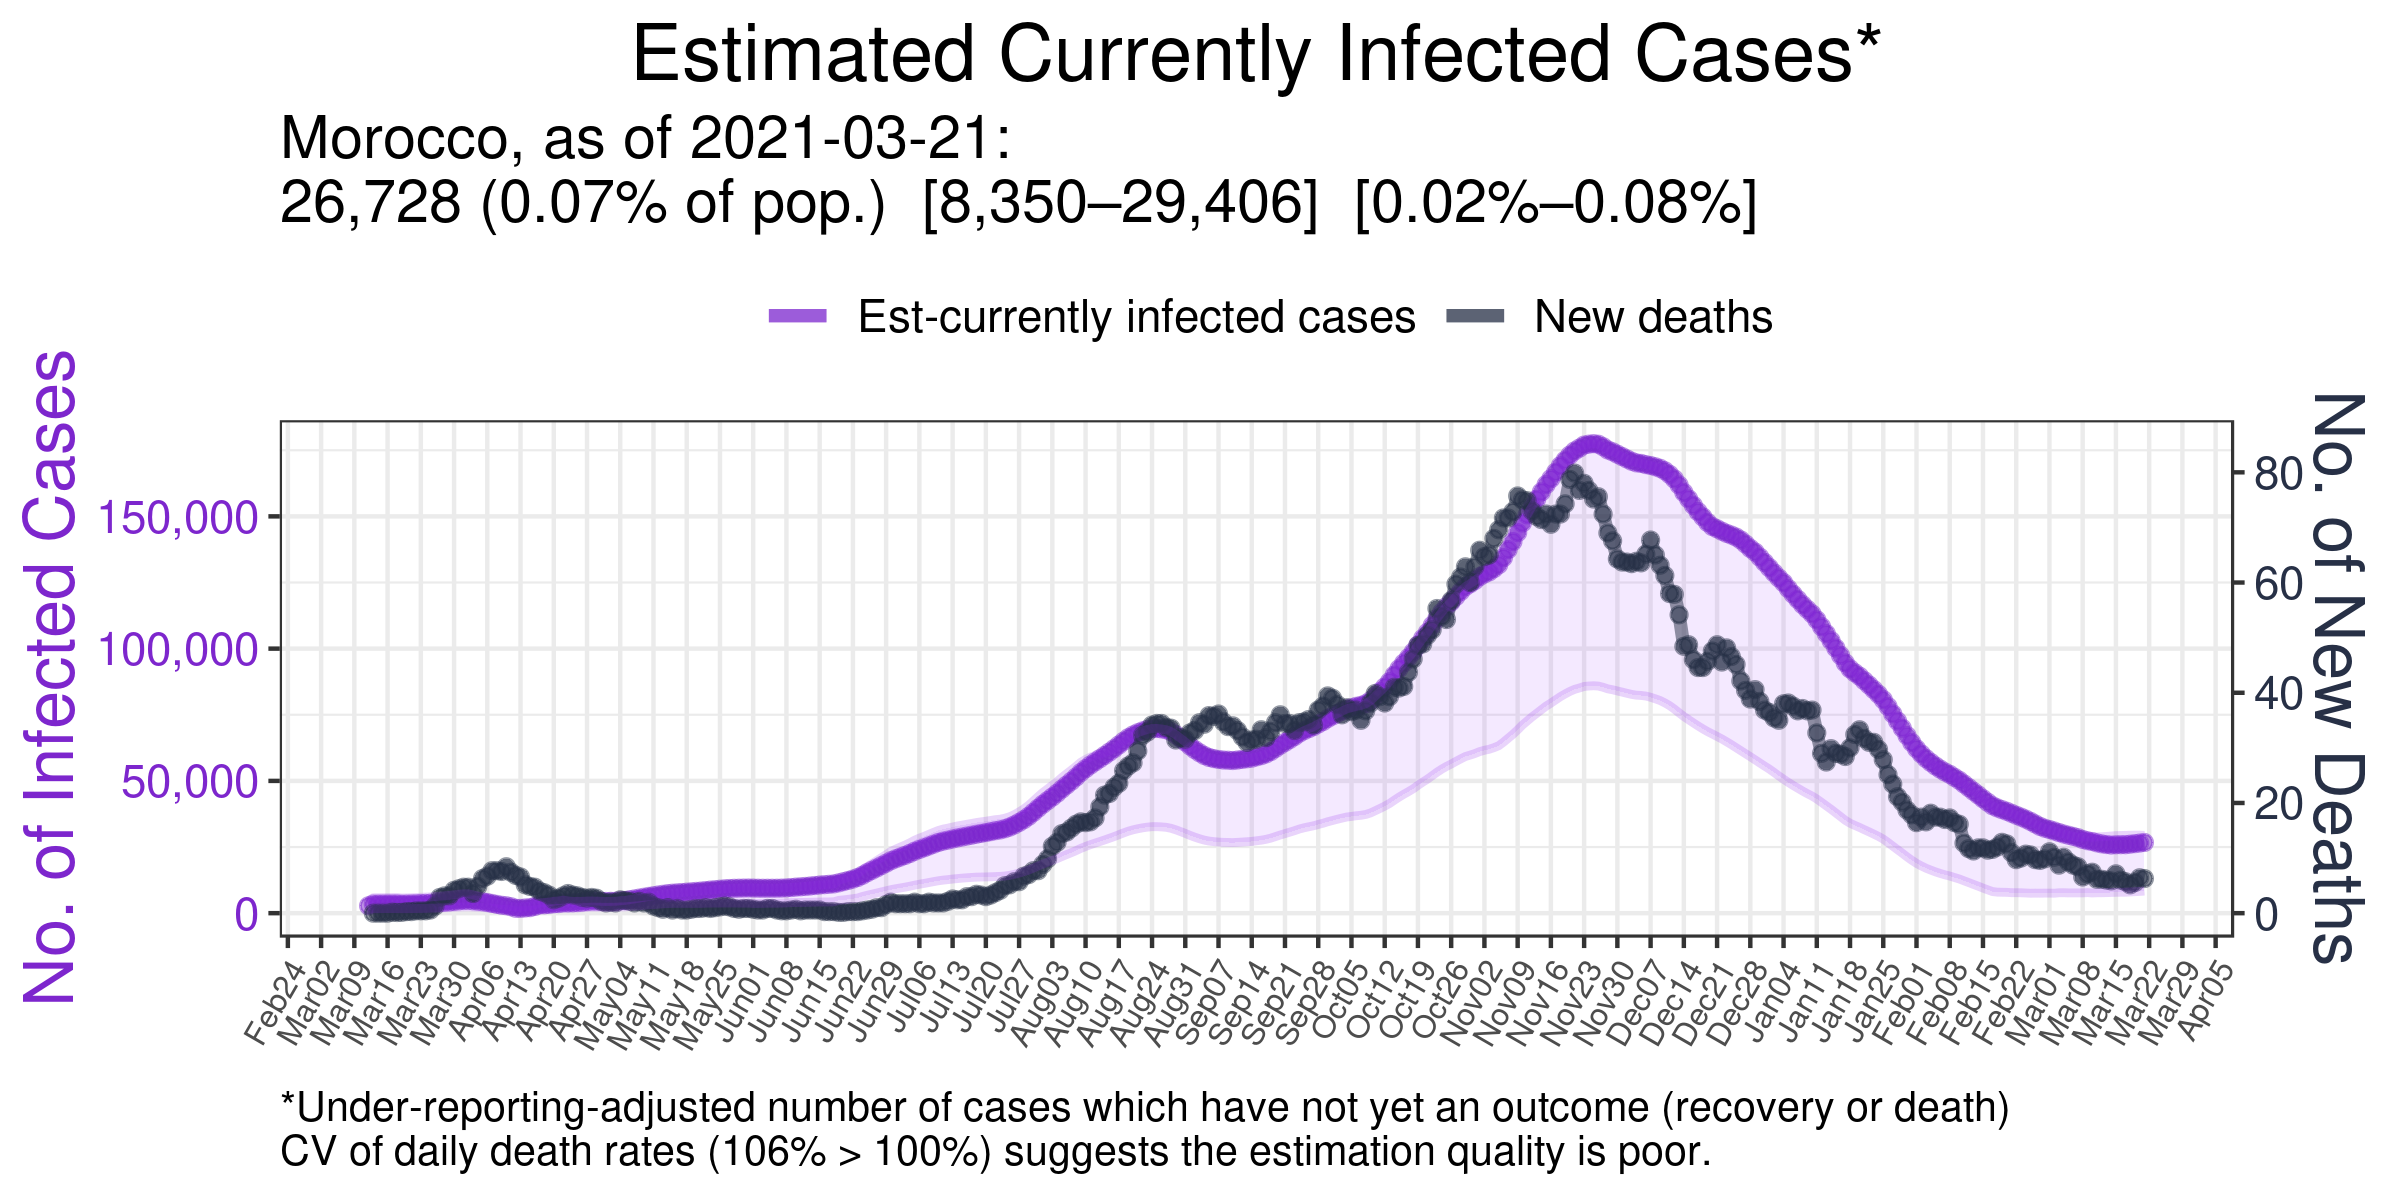 Estimated Currently Infected Cases*
Morocco, as of 2021-03-21:
26,728 (0.07% of pop.) [8,350–29,406] [0.02%–0.08%]
Est-currently infected cases New deaths
No. of Infected Cases
150,000
100,000
50,000
0
80
60
40
20
0
No. of New Deaths
Feb24 Mar02 Mar09 Mar16 Mar23 Mar30 Apr06 Apr13 Apr20 Apr27 May04 May11 May18 May25 Jun01 Jun08 Jun15 Jun22 Jun29 Jul06 Jul13 Jul20 Jul27 Aug03 Aug10 Aug17 Aug24 Aug31 Sep07 Sep14 Sep21 Sep28 Oct05 Oct12 Oct19 Oct26 Nov02 Nov09 Nov16 Nov23 Nov30 Dec07 Dec14 Dec21 Dec28 Jan04 Jan11 Jan18 Jan25 Feb01 Feb08 Feb15 Feb22 Mar01 Mar08 Mar15 Mar22 Mar29 Apr05
*Under-reporting-adjusted number of cases which have not yet an outcome (recovery or death)
CV of daily death rates (106% > 100%) suggests the estimation quality is poor.